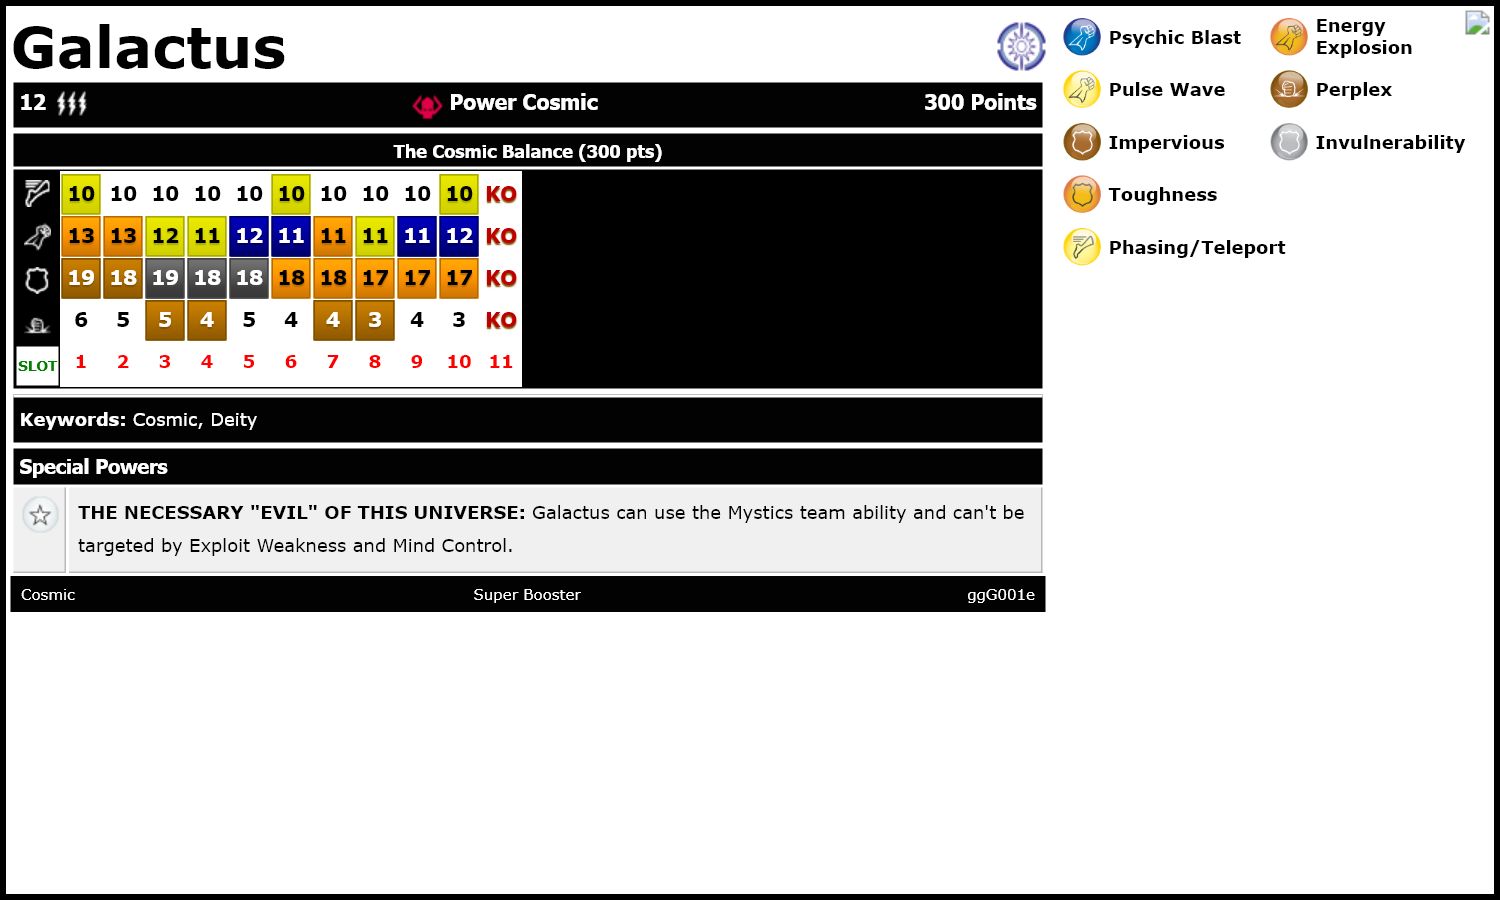 Galactus
12 Power Cosmic 300 Points
The Cosmic Balance (300 pts)
10 10 10 10 10 10 10 10 10 10 KO
13 13 12 11 12 11 11 11 11 12 KO
19 18 19 18 18 18 18 17 17 17 KO
6 5 5 4 5 4 4 3 4 3 KO
SLOT 1 2 3 4 5 6 7 8 9 10 11
Keywords: Cosmic, Deity
Special Powers
THE NECESSARY "EVIL" OF THIS UNIVERSE: Galactus can use the Mystics team ability and can't be
targeted by Exploit Weakness and Mind Control.
Cosmic Super Booster ggG001e
Psychic Blast
Energy
Explosion
Pulse Wave
Perplex
Impervious
Invulnerability
Toughness
Phasing/Teleport